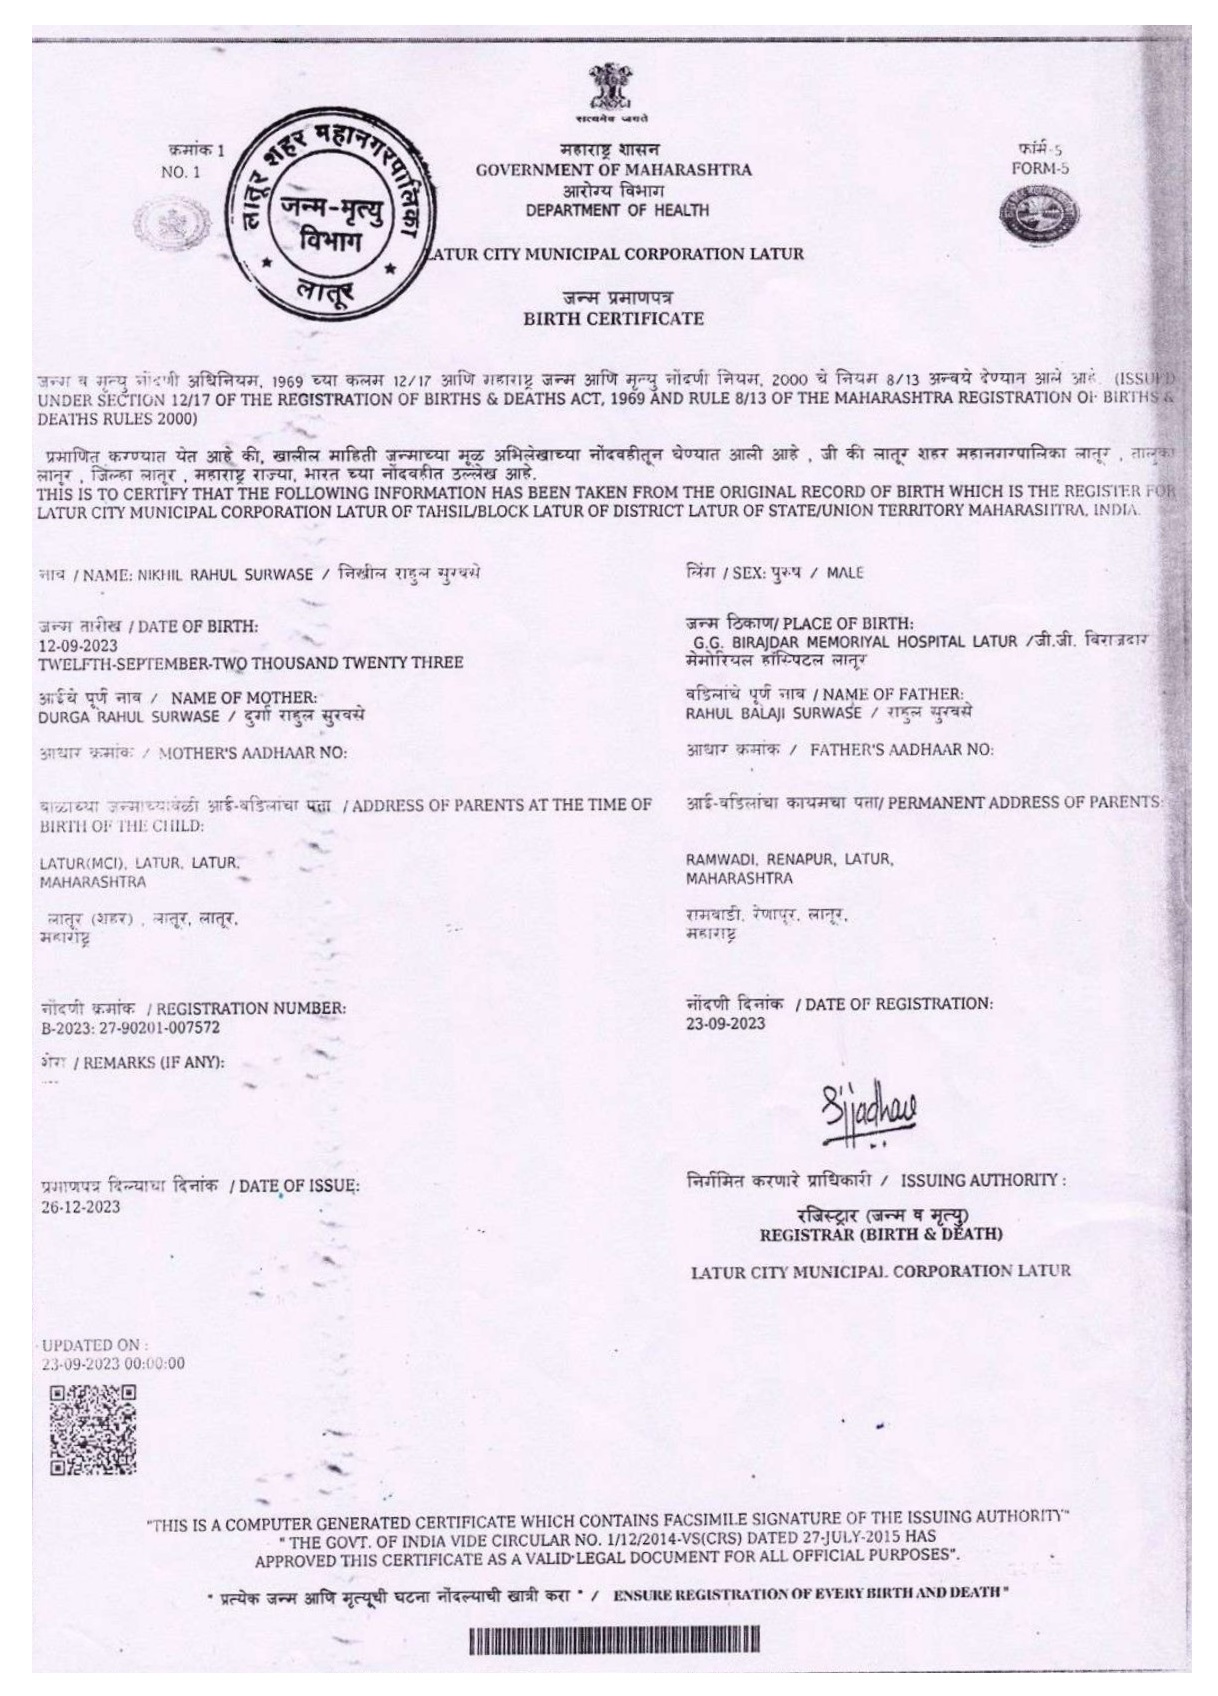 सत्यमेव जयते
क्रमांक 1
NO. 1
लातूर शहर महानगरपालिका
जन्म-मृत्यु
विभाग
लातूर
महाराष्ट्र शासन
GOVERNMENT OF MAHARASHTRA
आरोग्य विभाग
DEPARTMENT OF HEALTH
फॉर्म-5
FORM-5
LATUR CITY MUNICIPAL CORPORATION LATUR
जन्म प्रमाणपत्र
BIRTH CERTIFICATE
जन्म व मृत्यु नोंदणी अधिनियम, 1969 च्या कलम 12/17 आणि महाराष्ट्र जन्म आणि मृत्यु नोंदणी नियम, 2000 चे नियम 8/13 अन्वये देण्यात आले आहे. (ISSUED
UNDER SECTION 12/17 OF THE REGISTRATION OF BIRTHS & DEATHS ACT, 1969 AND RULE 8/13 OF THE MAHARASHTRA REGISTRATION OF BIRTHS &
DEATHS RULES 2000)
प्रमाणित करण्यात येत आहे की, खालील माहिती जन्माच्या मूळ अभिलेखाच्या नोंदवहीतून घेण्यात आली आहे , जी की लातूर शहर महानगरपालिका लातूर , तालुका
लातूर , जिल्हा लातूर , महाराष्ट्र राज्या, भारत च्या नोंदवहीत उल्लेख आहे.
THIS IS TO CERTIFY THAT THE FOLLOWING INFORMATION HAS BEEN TAKEN FROM THE ORIGINAL RECORD OF BIRTH WHICH IS THE REGISTER FOR
LATUR CITY MUNICIPAL CORPORATION LATUR OF TAHSIL/BLOCK LATUR OF DISTRICT LATUR OF STATE/UNION TERRITORY MAHARASHTRA, INDIA.
नाव / NAME: NIKHIL RAHUL SURWASE / निखील राहुल सुरवसे
लिंग / SEX: पुरुष / MALE
जन्म तारीख / DATE OF BIRTH:
12-09-2023
TWELFTH-SEPTEMBER-TWO THOUSAND TWENTY THREE
जन्म ठिकाण/ PLACE OF BIRTH:
G.G. BIRAJDAR MEMORIYAL HOSPITAL LATUR /जी.जी. बिराजदार
मेमोरियल हॉस्पिटल लातूर
आईचे पूर्ण नाव / NAME OF MOTHER:
DURGA RAHUL SURWASE / दुर्गा राहुल सुरवसे
वडिलांचे पूर्ण नाव / NAME OF FATHER:
RAHUL BALAJI SURWASE / राहुल सुरवसे
आधार क्रमांक / MOTHER'S AADHAAR NO:
आधार क्रमांक / FATHER'S AADHAAR NO:
बाळाच्या जन्माच्यावेळी आई-वडिलांचा पत्ता / ADDRESS OF PARENTS AT THE TIME OF
BIRTH OF THE CHILD:
आई-वडिलांचा कायमचा पत्ता/ PERMANENT ADDRESS OF PARENTS:
LATUR(MCI), LATUR, LATUR,
MAHARASHTRA
RAMWADI, RENAPUR, LATUR,
MAHARASHTRA
लातूर (शहर) , लातूर, लातूर,
महाराष्ट्र
रामवाडी, रेणापूर, लातूर,
महाराष्ट्र
नोंदणी क्रमांक / REGISTRATION NUMBER:
B-2023: 27-90201-007572
नोंदणी दिनांक / DATE OF REGISTRATION:
23-09-2023
शेरा / REMARKS (IF ANY):
---
Sjjadhav
प्रमाणपत्र दिल्याचा दिनांक / DATE OF ISSUE:
26-12-2023
निर्गमित करणारे प्राधिकारी / ISSUING AUTHORITY :
रजिस्ट्रार (जन्म व मृत्यु)
REGISTRAR (BIRTH & DEATH)
LATUR CITY MUNICIPAL CORPORATION LATUR
UPDATED ON :
23-09-2023 00:00:00
"THIS IS A COMPUTER GENERATED CERTIFICATE WHICH CONTAINS FACSIMILE SIGNATURE OF THE ISSUING AUTHORITY"
" THE GOVT. OF INDIA VIDE CIRCULAR NO. 1/12/2014-VS(CRS) DATED 27-JULY-2015 HAS
APPROVED THIS CERTIFICATE AS A VALID LEGAL DOCUMENT FOR ALL OFFICIAL PURPOSES".
" प्रत्येक जन्म आणि मृत्यूची घटना नोंदल्याची खात्री करा " / ENSURE REGISTRATION OF EVERY BIRTH AND DEATH "